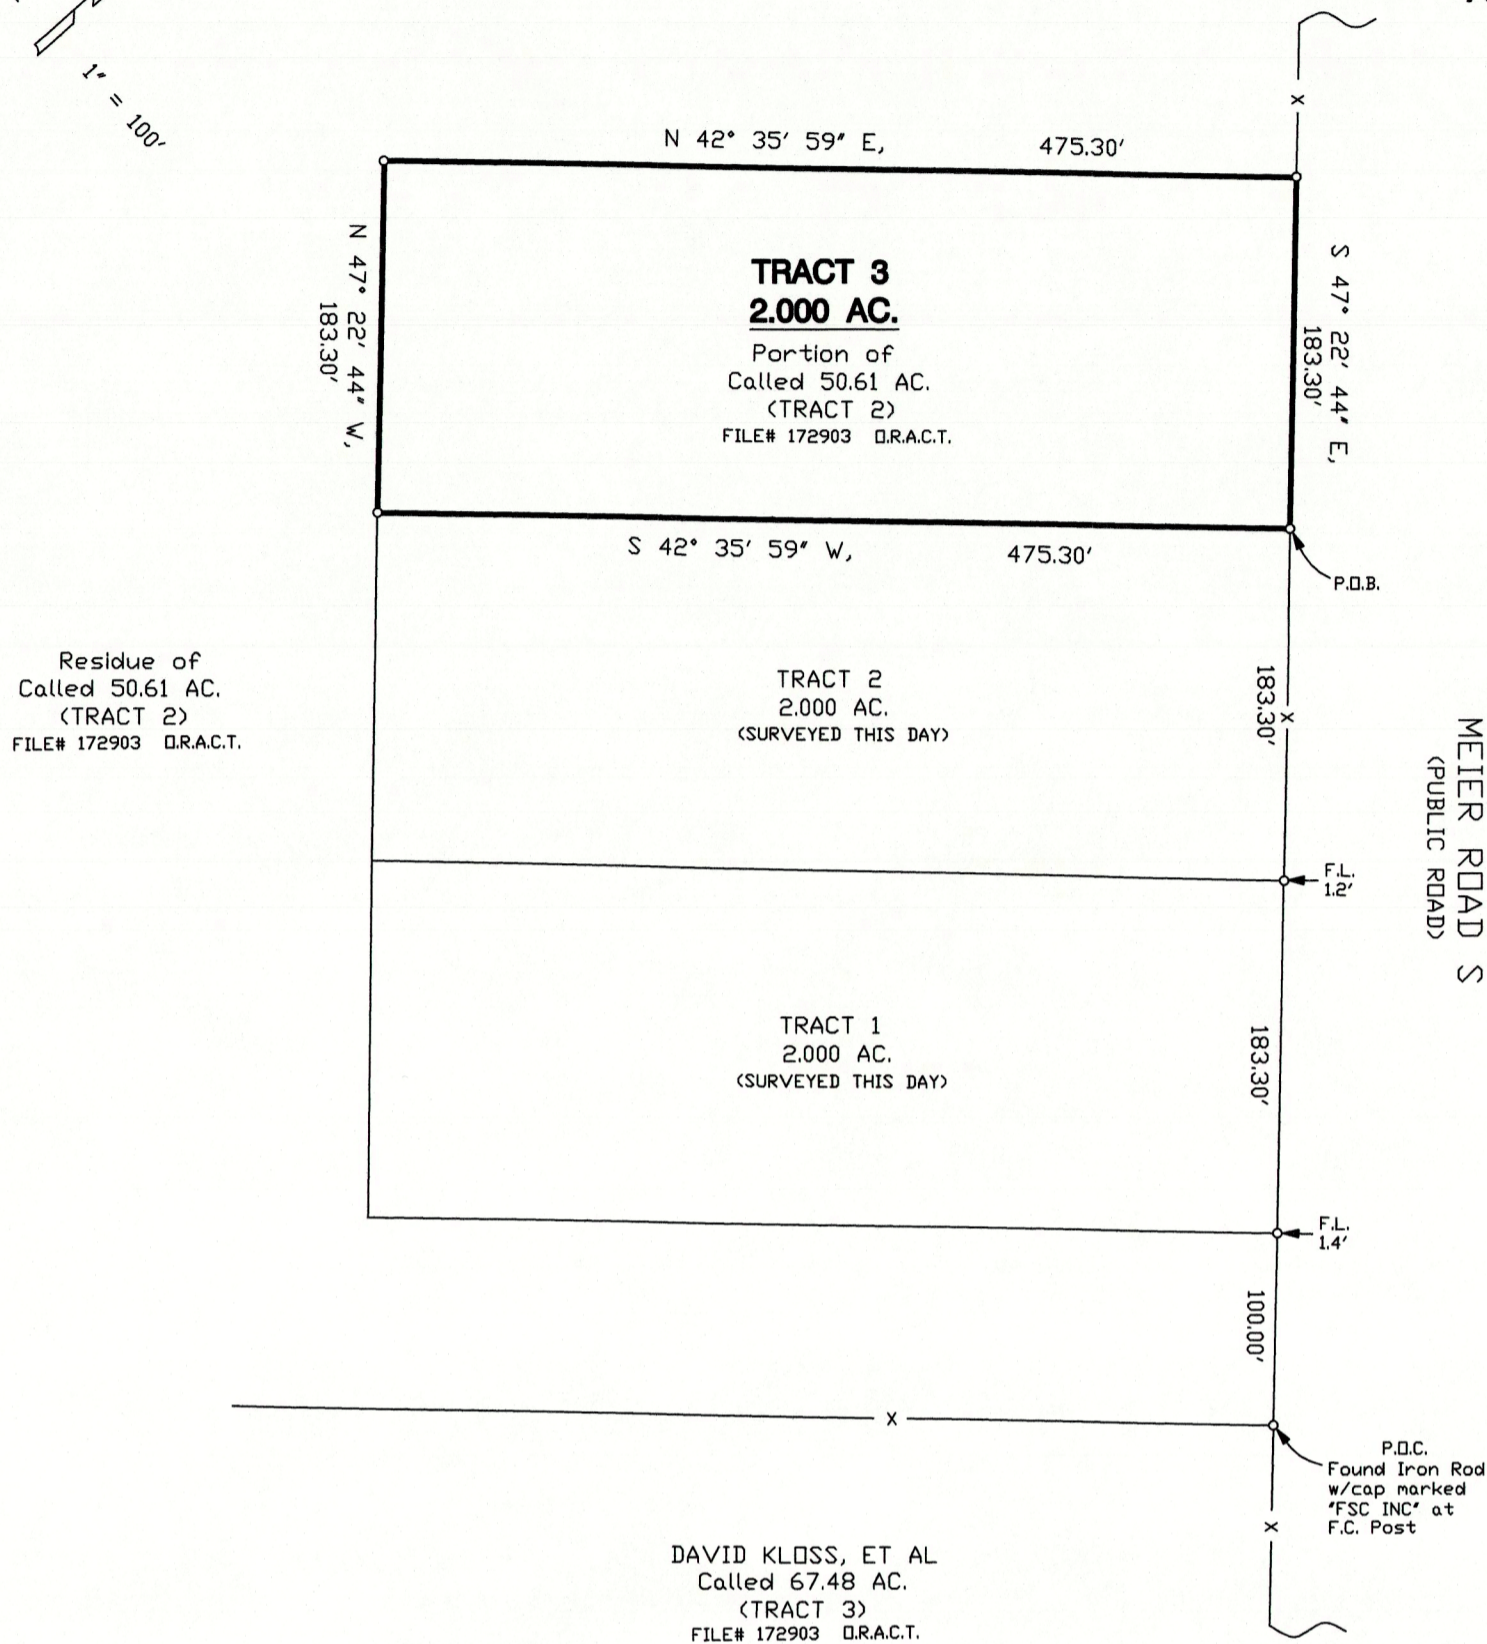 1" = 100'
N 42° 35' 59" E, 475.30'
N 47° 22' 44" W,
183.30'
TRACT 3
2.000 AC.
Portion of
Called 50.61 AC.
(TRACT 2)
FILE# 172903 O.R.A.C.T.
S 47° 22' 44" E,
183.30'
S 42° 35' 59" W, 475.30'
P.O.B.
Residue of
Called 50.61 AC.
(TRACT 2)
FILE# 172903 O.R.A.C.T.
TRACT 2
2.000 AC.
(SURVEYED THIS DAY)
183.30'
X
X
MEIER ROAD S
(PUBLIC ROAD)
F.L.
1.2'
TRACT 1
2.000 AC.
(SURVEYED THIS DAY)
183.30'
F.L.
1.4'
100.00'
X
P.O.C.
Found Iron Rod
w/cap marked
"FSC INC" at
F.C. Post
X
DAVID KLOSS, ET AL
Called 67.48 AC.
(TRACT 3)
FILE# 172903 O.R.A.C.T.